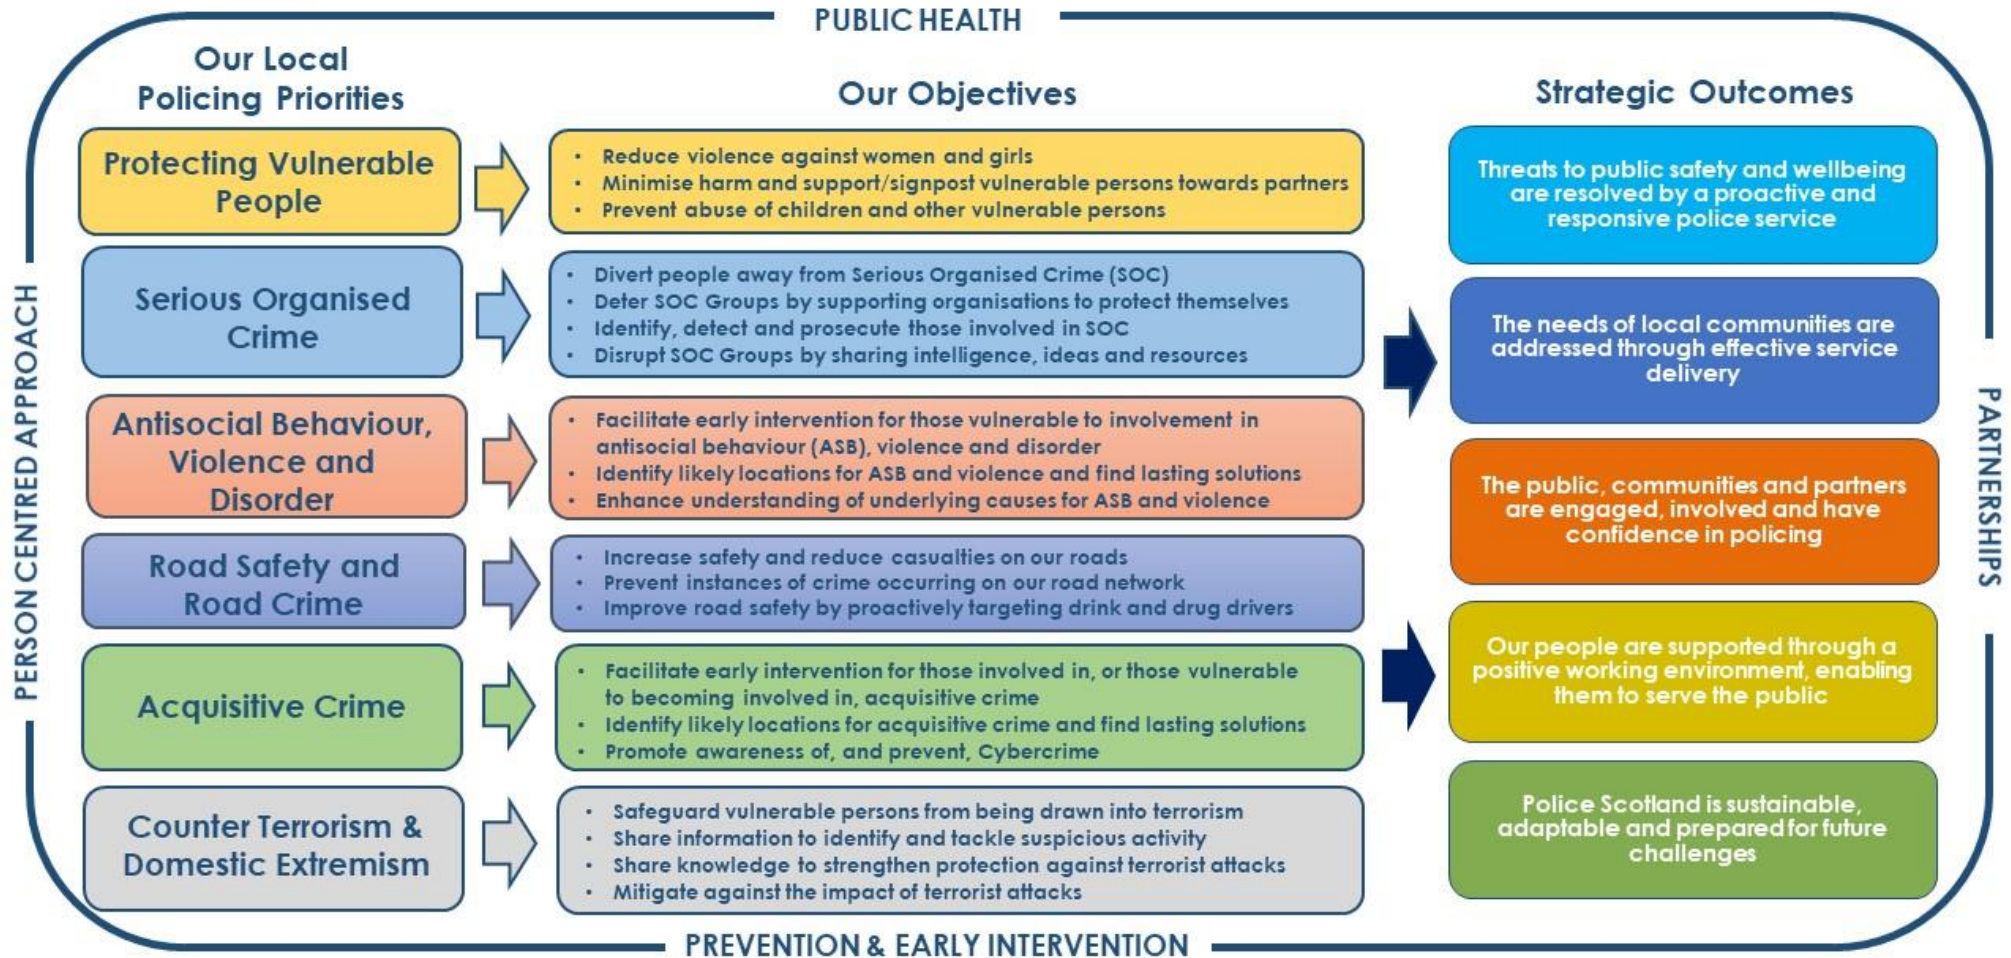 PUBLIC HEALTH
Our Local
Policing Priorities
Our Objectives
Strategic Outcomes
PERSON CENTRED APPROACH
Protecting Vulnerable
People
• Reduce violence against women and girls
• Minimise harm and support/signpost vulnerable persons towards partners
• Prevent abuse of children and other vulnerable persons
Serious Organised
Crime
• Divert people away from Serious Organised Crime (SOC)
• Deter SOC Groups by supporting organisations to protect themselves
• Identify, detect and prosecute those involved in SOC
• Disrupt SOC Groups by sharing intelligence, ideas and resources
Antisocial Behaviour,
Violence and
Disorder
• Facilitate early intervention for those vulnerable to involvement in
antisocial behaviour (ASB), violence and disorder
• Identify likely locations for ASB and violence and find lasting solutions
• Enhance understanding of underlying causes for ASB and violence
Road Safety and
Road Crime
• Increase safety and reduce casualties on our roads
• Prevent instances of crime occurring on our road network
• Improve road safety by proactively targeting drink and drug drivers
Acquisitive Crime
• Facilitate early intervention for those involved in, or those vulnerable
to becoming involved in, acquisitive crime
• Identify likely locations for acquisitive crime and find lasting solutions
• Promote awareness of, and prevent, Cybercrime
Counter Terrorism &
Domestic Extremism
• Safeguard vulnerable persons from being drawn into terrorism
• Share information to identify and tackle suspicious activity
• Share knowledge to strengthen protection against terrorist attacks
• Mitigate against the impact of terrorist attacks
Threats to public safety and wellbeing
are resolved by a proactive and
responsive police service
The needs of local communities are
addressed through effective service
delivery
The public, communities and partners
are engaged, involved and have
confidence in policing
Our people are supported through a
positive working environment, enabling
them to serve the public
Police Scotland is sustainable,
adaptable and prepared for future
challenges
PARTNERSHIPS
PREVENTION & EARLY INTERVENTION